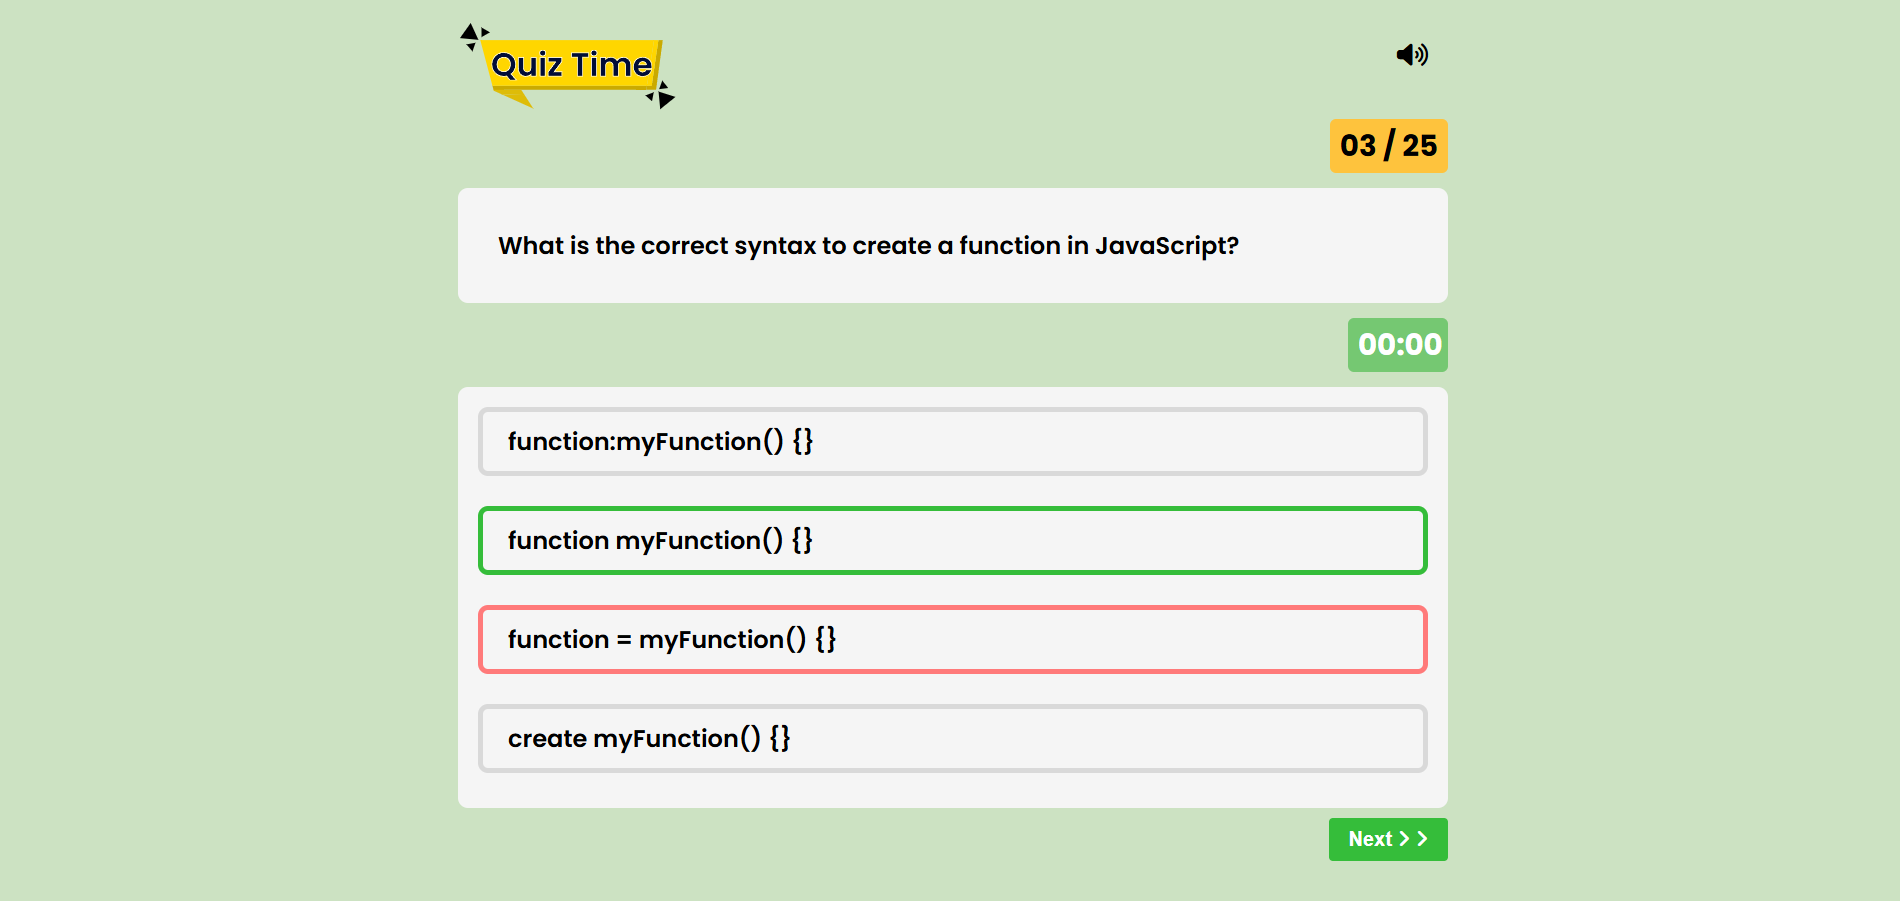 Quiz Time
03 / 25
What is the correct syntax to create a function in JavaScript?
00:00
function:myFunction() {}
function myFunction() {}
function = myFunction() {}
create myFunction() {}
Next